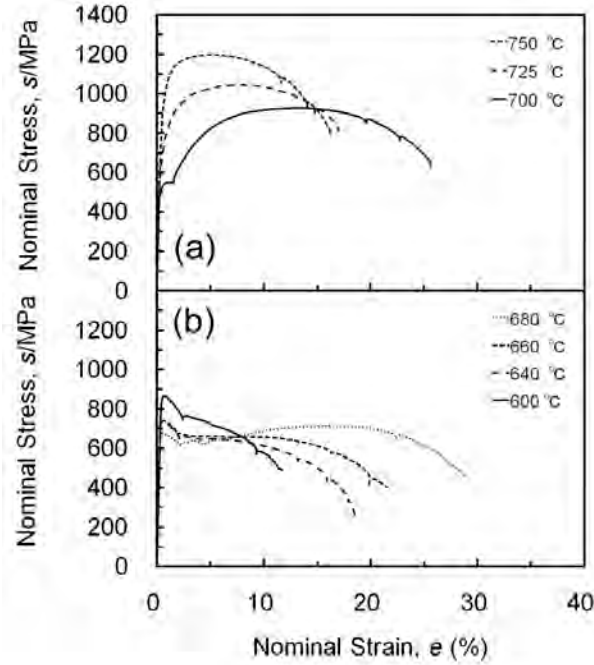 Nominal Stress, s/MPa
1400
1200
1000
800
600
400
200
0
750 °C
725 °C
700 °C
(a)
Nominal Stress, s/MPa
1200
1000
800
600
400
200
0
(b)
680 °C
660 °C
640 °C
600 °C
0 10 20 30 40
Nominal Strain, e (%)